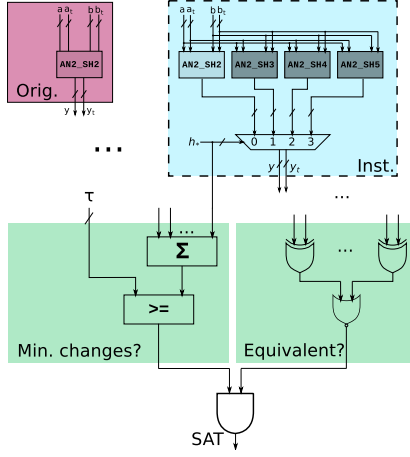 a aₜ b bₜ
AN2_SH2
Orig.
y yₜ
...
a aₜ b bₜ
AN2_SH2 AN2_SH3 AN2_SH4 AN2_SH5
h* 0 1 2 3
y yₜ
Inst.
...
τ
...
Σ
>=
Min. changes?
...
Equivalent?
SAT